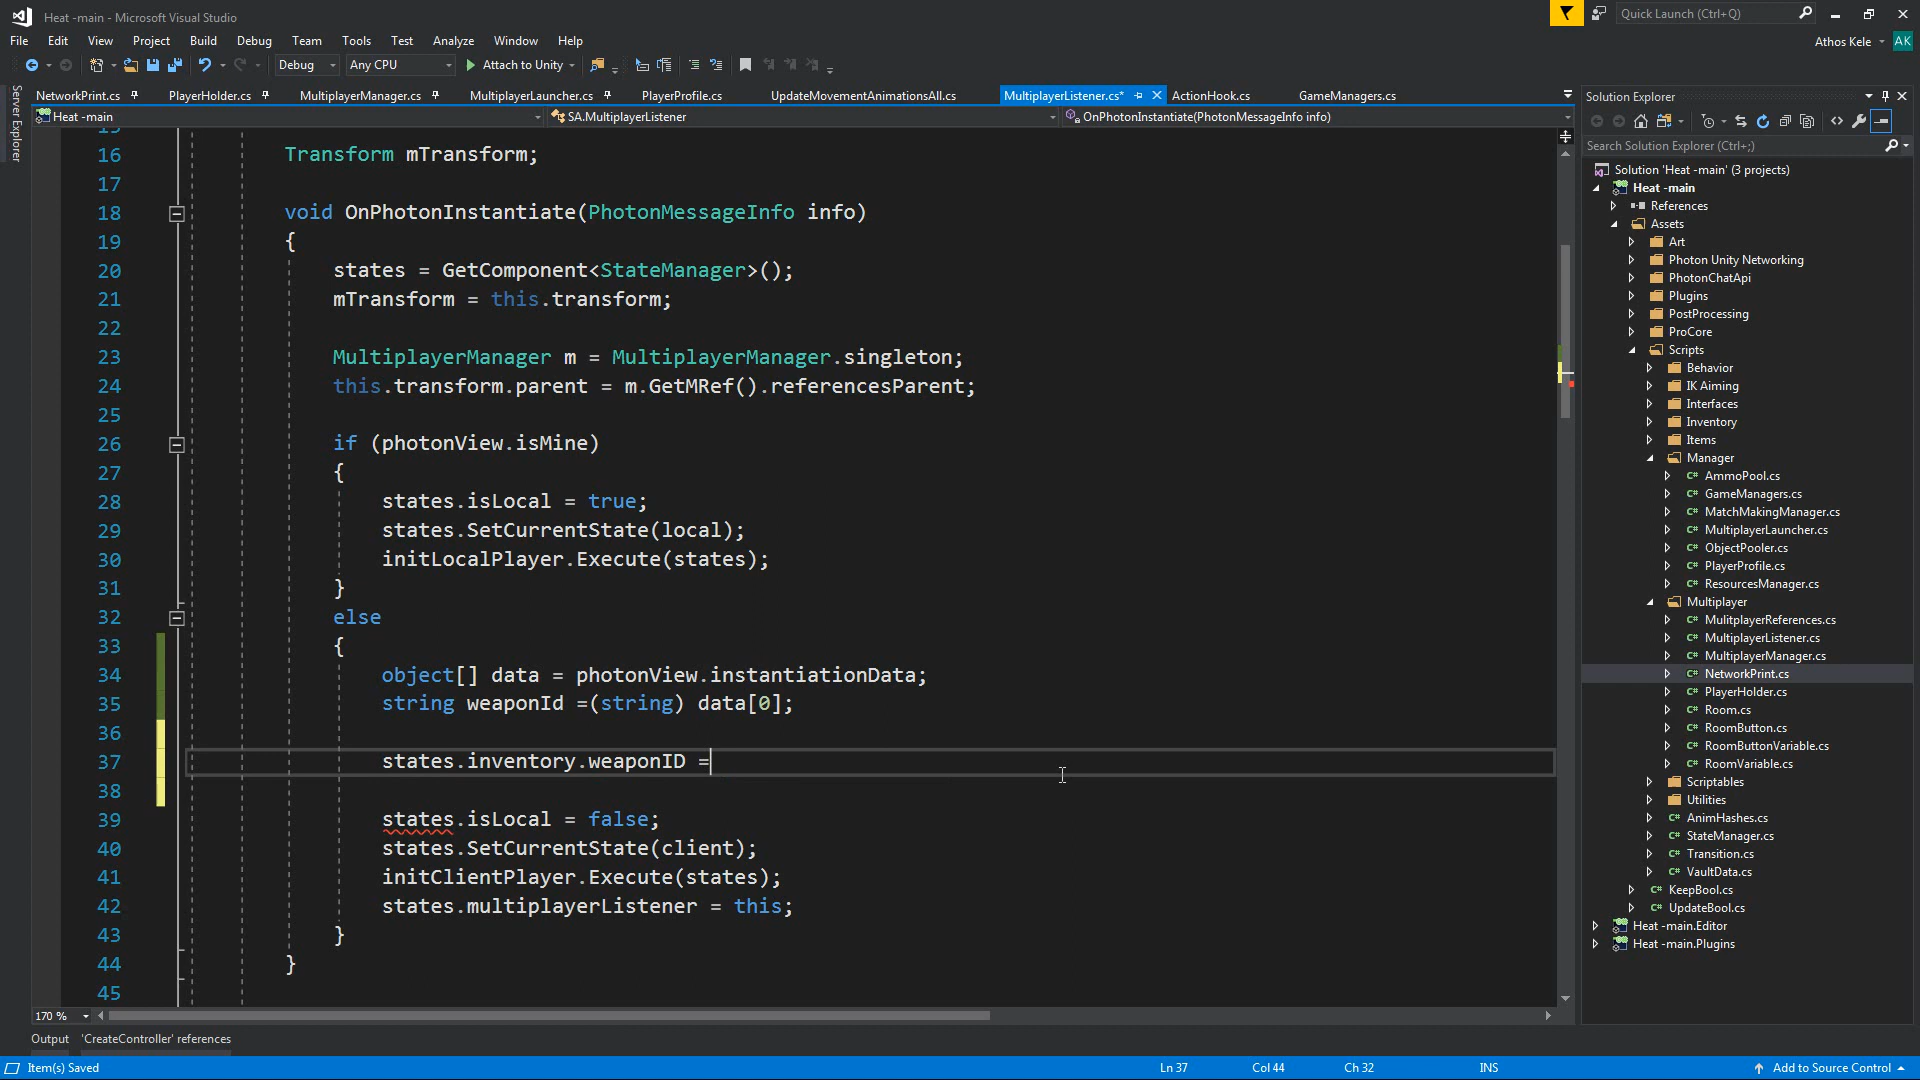 Heat -main - Microsoft Visual Studio
Quick Launch (Ctrl+Q)
File Edit View Project Build Debug Team Tools Test Analyze Window Help
Athos Kele AK
Debug Any CPU Attach to Unity
Server Explorer
NetworkPrint.cs PlayerHolder.cs MultiplayerManager.cs MultiplayerLauncher.cs PlayerProfile.cs UpdateMovementAnimationsAll.cs MultiplayerListener.cs* ActionHook.cs GameManagers.cs
Heat -main SA.MultiplayerListener OnPhotonInstantiate(PhotonMessageInfo info)
15
16 Transform mTransform;
17
18 void OnPhotonInstantiate(PhotonMessageInfo info)
19 {
20 states = GetComponent<StateManager>();
21 mTransform = this.transform;
22
23 MultiplayerManager m = MultiplayerManager.singleton;
24 this.transform.parent = m.GetMRef().referencesParent;
25
26 if (photonView.isMine)
27 {
28 states.isLocal = true;
29 states.SetCurrentState(local);
30 initLocalPlayer.Execute(states);
31 }
32 else
33 {
34 object[] data = photonView.instantiationData;
35 string weaponId =(string) data[0];
36
37 states.inventory.weaponID =
38
39 states.isLocal = false;
40 states.SetCurrentState(client);
41 initClientPlayer.Execute(states);
42 states.multiplayerListener = this;
43 }
44 }
45
170 %
Output 'CreateController' references
Item(s) Saved
Ln 37 Col 44 Ch 32 INS
Add to Source Control
Solution Explorer
Search Solution Explorer (Ctrl+;)
Solution 'Heat -main' (3 projects)
Heat -main
References
Assets
Art
Photon Unity Networking
PhotonChatApi
Plugins
PostProcessing
ProCore
Scripts
Behavior
IK Aiming
Interfaces
Inventory
Items
Manager
C# AmmoPool.cs
C# GameManagers.cs
C# MatchMakingManager.cs
C# MultiplayerLauncher.cs
C# ObjectPooler.cs
C# PlayerProfile.cs
C# ResourcesManager.cs
Multiplayer
C# MulitplayerReferences.cs
C# MultiplayerListener.cs
C# MultiplayerManager.cs
C# NetworkPrint.cs
C# PlayerHolder.cs
C# Room.cs
C# RoomButton.cs
C# RoomButtonVariable.cs
C# RoomVariable.cs
Scriptables
Utilities
C# AnimHashes.cs
C# StateManager.cs
C# Transition.cs
C# VaultData.cs
C# KeepBool.cs
C# UpdateBool.cs
Heat -main.Editor
Heat -main.Plugins